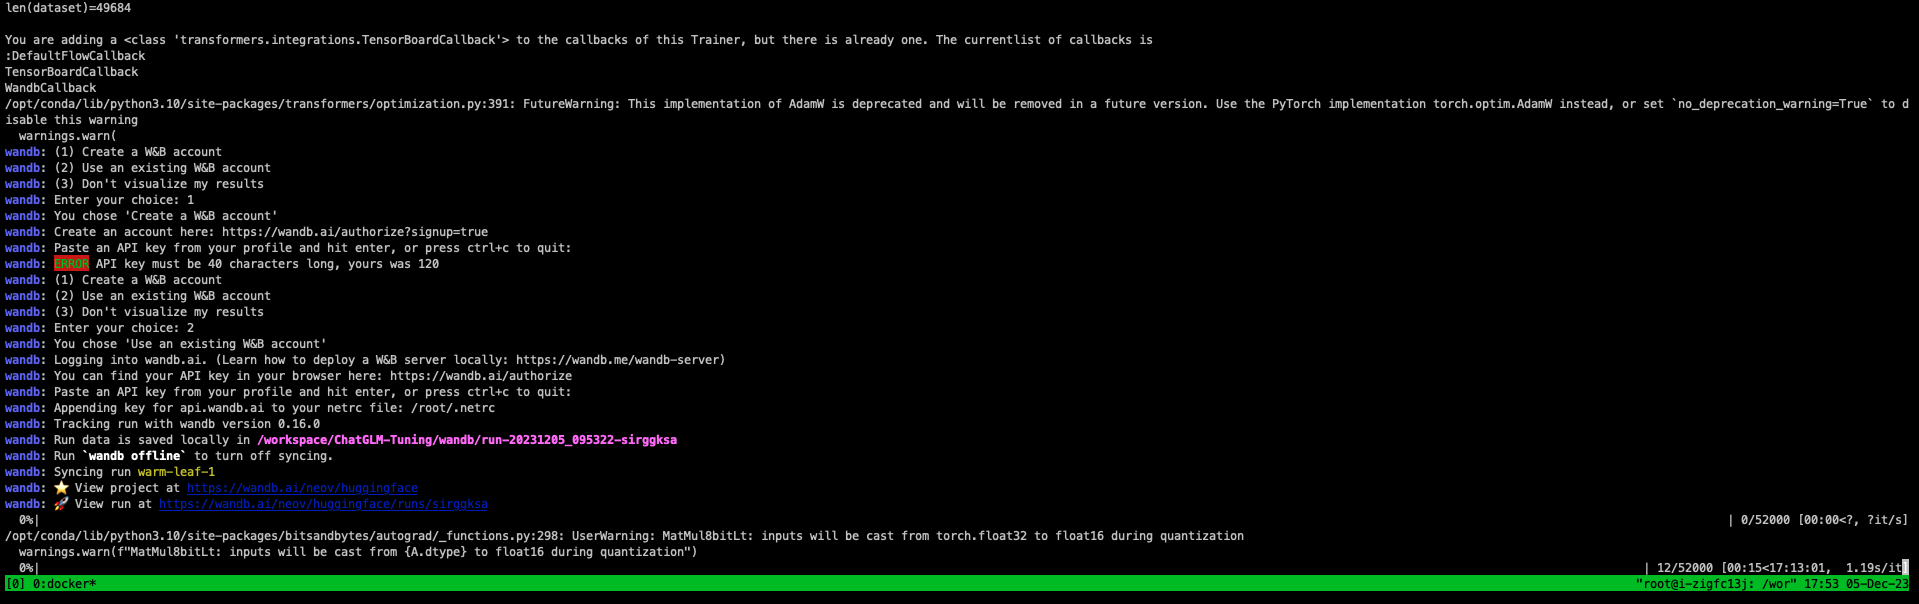 len(dataset)=49684
You are adding a <class 'transformers.integrations.TensorBoardCallback'> to the callbacks of this Trainer, but there is already one. The currentlist of callbacks is
:DefaultFlowCallback
TensorBoardCallback
WandbCallback
/opt/conda/lib/python3.10/site-packages/transformers/optimization.py:391: FutureWarning: This implementation of AdamW is deprecated and will be removed in a future version. Use the PyTorch implementation torch.optim.AdamW instead, or set `no_deprecation_warning=True` to d
isable this warning
  warnings.warn(
wandb: (1) Create a W&B account
wandb: (2) Use an existing W&B account
wandb: (3) Don't visualize my results
wandb: Enter your choice: 1
wandb: You chose 'Create a W&B account'
wandb: Create an account here: https://wandb.ai/authorize?signup=true
wandb: Paste an API key from your profile and hit enter, or press ctrl+c to quit:
wandb: ERROR API key must be 40 characters long, yours was 120
wandb: (1) Create a W&B account
wandb: (2) Use an existing W&B account
wandb: (3) Don't visualize my results
wandb: Enter your choice: 2
wandb: You chose 'Use an existing W&B account'
wandb: Logging into wandb.ai. (Learn how to deploy a W&B server locally: https://wandb.me/wandb-server)
wandb: You can find your API key in your browser here: https://wandb.ai/authorize
wandb: Paste an API key from your profile and hit enter, or press ctrl+c to quit:
wandb: Appending key for api.wandb.ai to your netrc file: /root/.netrc
wandb: Tracking run with wandb version 0.16.0
wandb: Run data is saved locally in /workspace/ChatGLM-Tuning/wandb/run-20231205_095322-sirggksa
wandb: Run `wandb offline` to turn off syncing.
wandb: Syncing run warm-leaf-1
wandb: ⭐ View project at https://wandb.ai/neov/huggingface
wandb: 🚀 View run at https://wandb.ai/neov/huggingface/runs/sirggksa
  0%| | 0/52000 [00:00<?, ?it/s]
/opt/conda/lib/python3.10/site-packages/bitsandbytes/autograd/_functions.py:298: UserWarning: MatMul8bitLt: inputs will be cast from torch.float32 to float16 during quantization
  warnings.warn(f"MatMul8bitLt: inputs will be cast from {A.dtype} to float16 during quantization")
  0%| | 12/52000 [00:15<17:13:01,  1.19s/it]
[0] 0:docker* "root@i-zigfc13j: /wor" 17:53 05-Dec-23